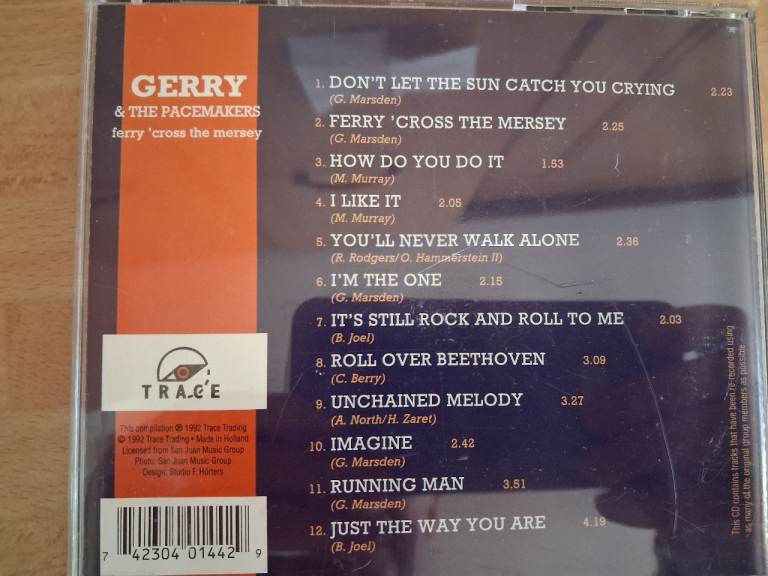 GERRY
& THE PACEMAKERS
ferry 'cross the mersey
1. DON'T LET THE SUN CATCH YOU CRYING 2.23
(G. Marsden)
2. FERRY 'CROSS THE MERSEY 2.25
(G. Marsden)
3. HOW DO YOU DO IT 1.53
(M. Murray)
4. I LIKE IT 2.05
(M. Murray)
5. YOU'LL NEVER WALK ALONE 2.36
(R. Rodgers/O. Hammerstein II)
6. I'M THE ONE 2.15
(G. Marsden)
7. IT'S STILL ROCK AND ROLL TO ME 2.03
(B. Joel)
8. ROLL OVER BEETHOVEN 3.09
(C. Berry)
9. UNCHAINED MELODY 3.27
(A. North/H. Zaret)
10. IMAGINE 2.42
(G. Marsden)
11. RUNNING MAN 3.51
(G. Marsden)
12. JUST THE WAY YOU ARE 4.19
(B. Joel)
TRACE
This compilation ℗ 1992 Trace Trading
© 1992 Trace Trading • Made in Holland
Licensed from San Juan Music Group
Photo: San Juan Music Group
Design: Studio F. Hörters
7 42304 01442 9
This CD contains tracks that have been re-recorded using
as many of the original group members as possible